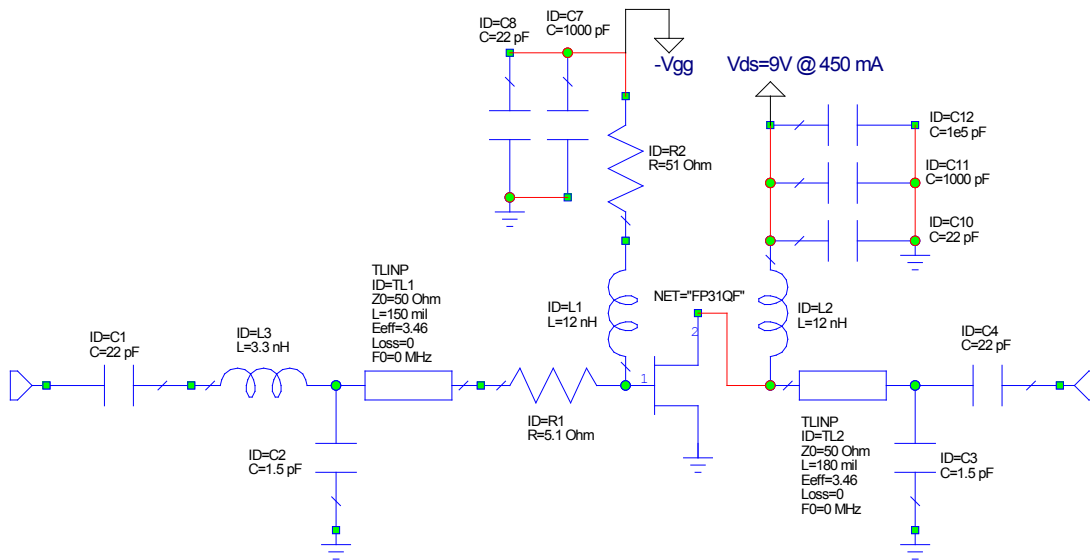 ID=C8
C=22 pF
ID=C7
C=1000 pF
-Vgg
Vds=9V @ 450 mA
ID=C12
C=1e5 pF
ID=R2
R=51 Ohm
ID=C11
C=1000 pF
ID=C10
C=22 pF
TLINP
ID=TL1
Z0=50 Ohm
L=150 mil
Eeff=3.46
Loss=0
F0=0 MHz
ID=L1
L=12 nH
NET="FP31QF"
ID=L2
L=12 nH
2
1
ID=C1
C=22 pF
ID=L3
L=3.3 nH
ID=C4
C=22 pF
ID=R1
R=5.1 Ohm
ID=C2
C=1.5 pF
TLINP
ID=TL2
Z0=50 Ohm
L=180 mil
Eeff=3.46
Loss=0
F0=0 MHz
ID=C3
C=1.5 pF